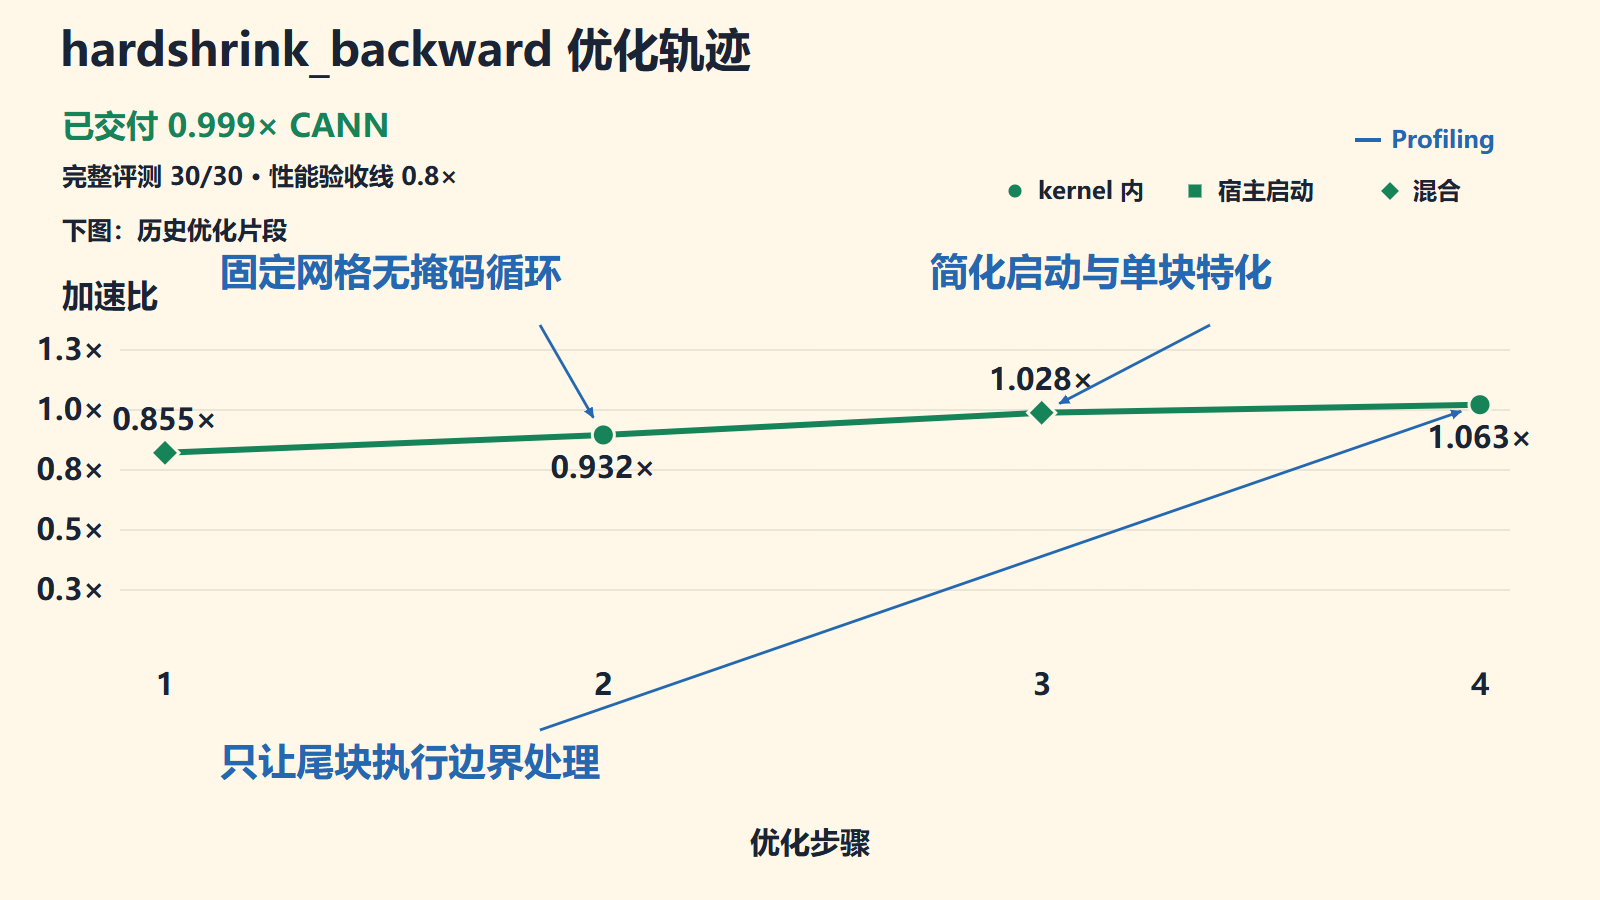 hardshrink_backward 优化轨迹
已交付 0.999× CANN
完整评测 30/30 · 性能验收线 0.8×
下图：历史优化片段
Profiling
kernel 内
宿主启动
混合
固定网格无掩码循环
简化启动与单块特化
加速比
1.3×
1.0×
0.8×
0.5×
0.3×
0.855×
0.932×
1.028×
1.063×
1
2
3
4
只让尾块执行边界处理
优化步骤